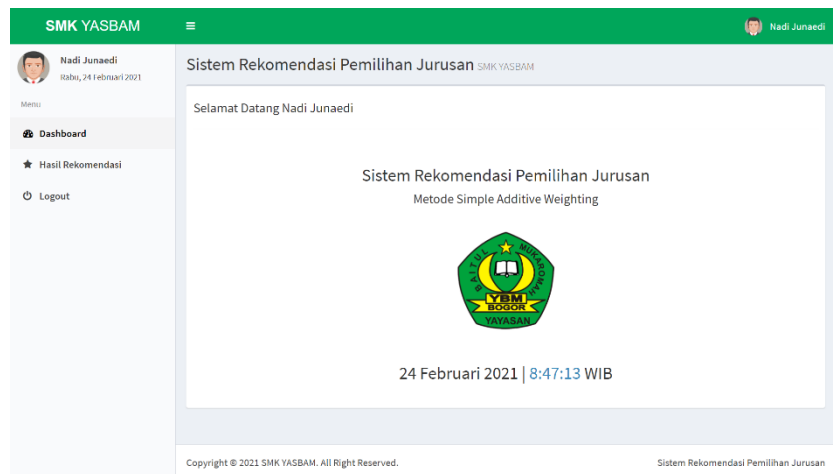 SMK YASBAM
Nadi Junaedi
Nadi Junaedi
Rabu, 24 Februari 2021
Menu
Dashboard
Hasil Rekomendasi
Logout
Sistem Rekomendasi Pemilihan Jurusan SMK YASBAM
Selamat Datang Nadi Junaedi
Sistem Rekomendasi Pemilihan Jurusan
Metode Simple Additive Weighting
BAITUL MUKAROMAH
YBM
BOGOR
YAYASAN
24 Februari 2021 | 8:47:13 WIB
Copyright © 2021 SMK YASBAM. All Right Reserved.
Sistem Rekomendasi Pemilihan Jurusan